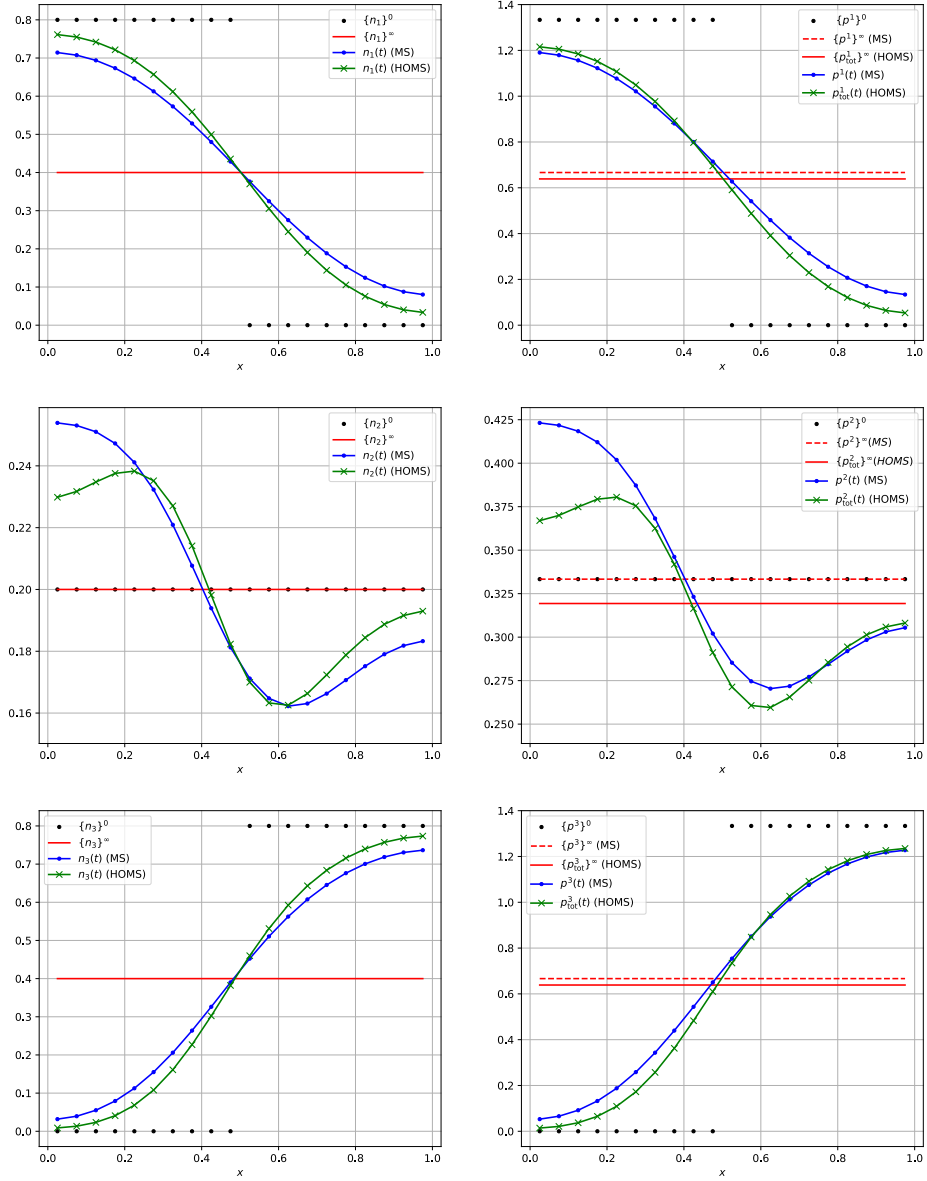 0.8
0.7
0.6
0.5
0.4
0.3
0.2
0.1
0.0
0.0 0.2 0.4 0.6 0.8 1.0
x
{n₁}⁰
{n₁}^∞
n₁(t) (MS)
n₁(t) (HOMS)
1.4
1.2
1.0
0.8
0.6
0.4
0.2
0.0
0.0 0.2 0.4 0.6 0.8 1.0
x
{p¹}⁰
{p¹}^∞ (MS)
{p¹_tot}^∞ (HOMS)
p¹(t) (MS)
p¹_tot(t) (HOMS)
0.24
0.22
0.20
0.18
0.16
0.0 0.2 0.4 0.6 0.8 1.0
x
{n₂}⁰
{n₂}^∞
n₂(t) (MS)
n₂(t) (HOMS)
0.425
0.400
0.375
0.350
0.325
0.300
0.275
0.250
0.0 0.2 0.4 0.6 0.8 1.0
x
{p²}⁰
{p²}^∞(MS)
{p²_tot}^∞(HOMS)
p²(t) (MS)
p²_tot(t) (HOMS)
0.8
0.7
0.6
0.5
0.4
0.3
0.2
0.1
0.0
0.0 0.2 0.4 0.6 0.8 1.0
x
{n₃}⁰
{n₃}^∞
n₃(t) (MS)
n₃(t) (HOMS)
1.4
1.2
1.0
0.8
0.6
0.4
0.2
0.0
0.0 0.2 0.4 0.6 0.8 1.0
x
{p³}⁰
{p³}^∞ (MS)
{p³_tot}^∞ (HOMS)
p³(t) (MS)
p³_tot(t) (HOMS)